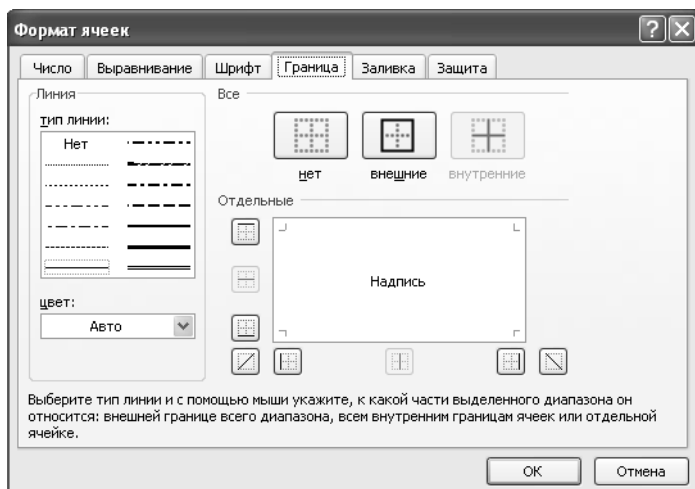 Формат ячеек
Число Выравнивание Шрифт Граница Заливка Защита
Линия
тип линии:
Нет
цвет:
Авто
Все
нет внешние внутренние
Отдельные
Надпись
Выберите тип линии и с помощью мыши укажите, к какой части выделенного диапазона он
относится: внешней границе всего диапазона, всем внутренним границам ячеек или отдельной
ячейке.
ОК Отмена